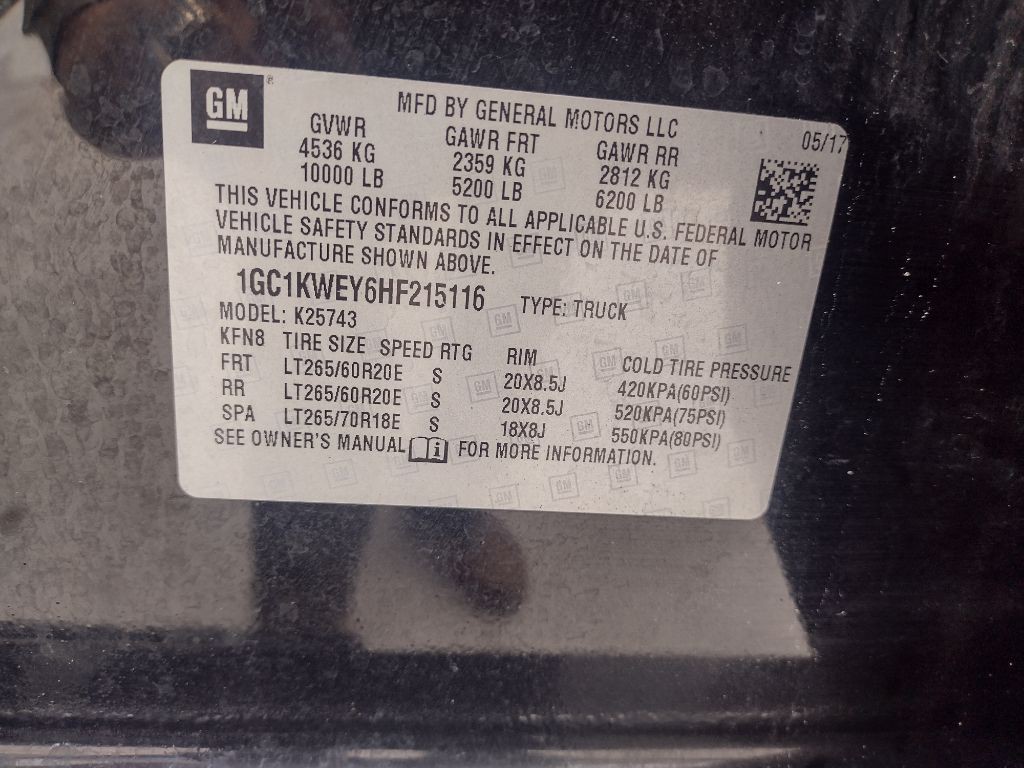 GM ®
MFD BY GENERAL MOTORS LLC 05/17
GVWR GAWR FRT GAWR RR
4536 KG 2359 KG 2812 KG
10000 LB 5200 LB 6200 LB
THIS VEHICLE CONFORMS TO ALL APPLICABLE U.S. FEDERAL MOTOR
VEHICLE SAFETY STANDARDS IN EFFECT ON THE DATE OF
MANUFACTURE SHOWN ABOVE.
1GC1KWEY6HF215116 TYPE: TRUCK
MODEL: K25743
KFN8 TIRE SIZE SPEED RTG RIM COLD TIRE PRESSURE
FRT LT265/60R20E S 20X8.5J 420KPA(60PSI)
RR LT265/60R20E S 20X8.5J 520KPA(75PSI)
SPA LT265/70R18E S 18X8J 550KPA(80PSI)
SEE OWNER'S MANUAL i FOR MORE INFORMATION.